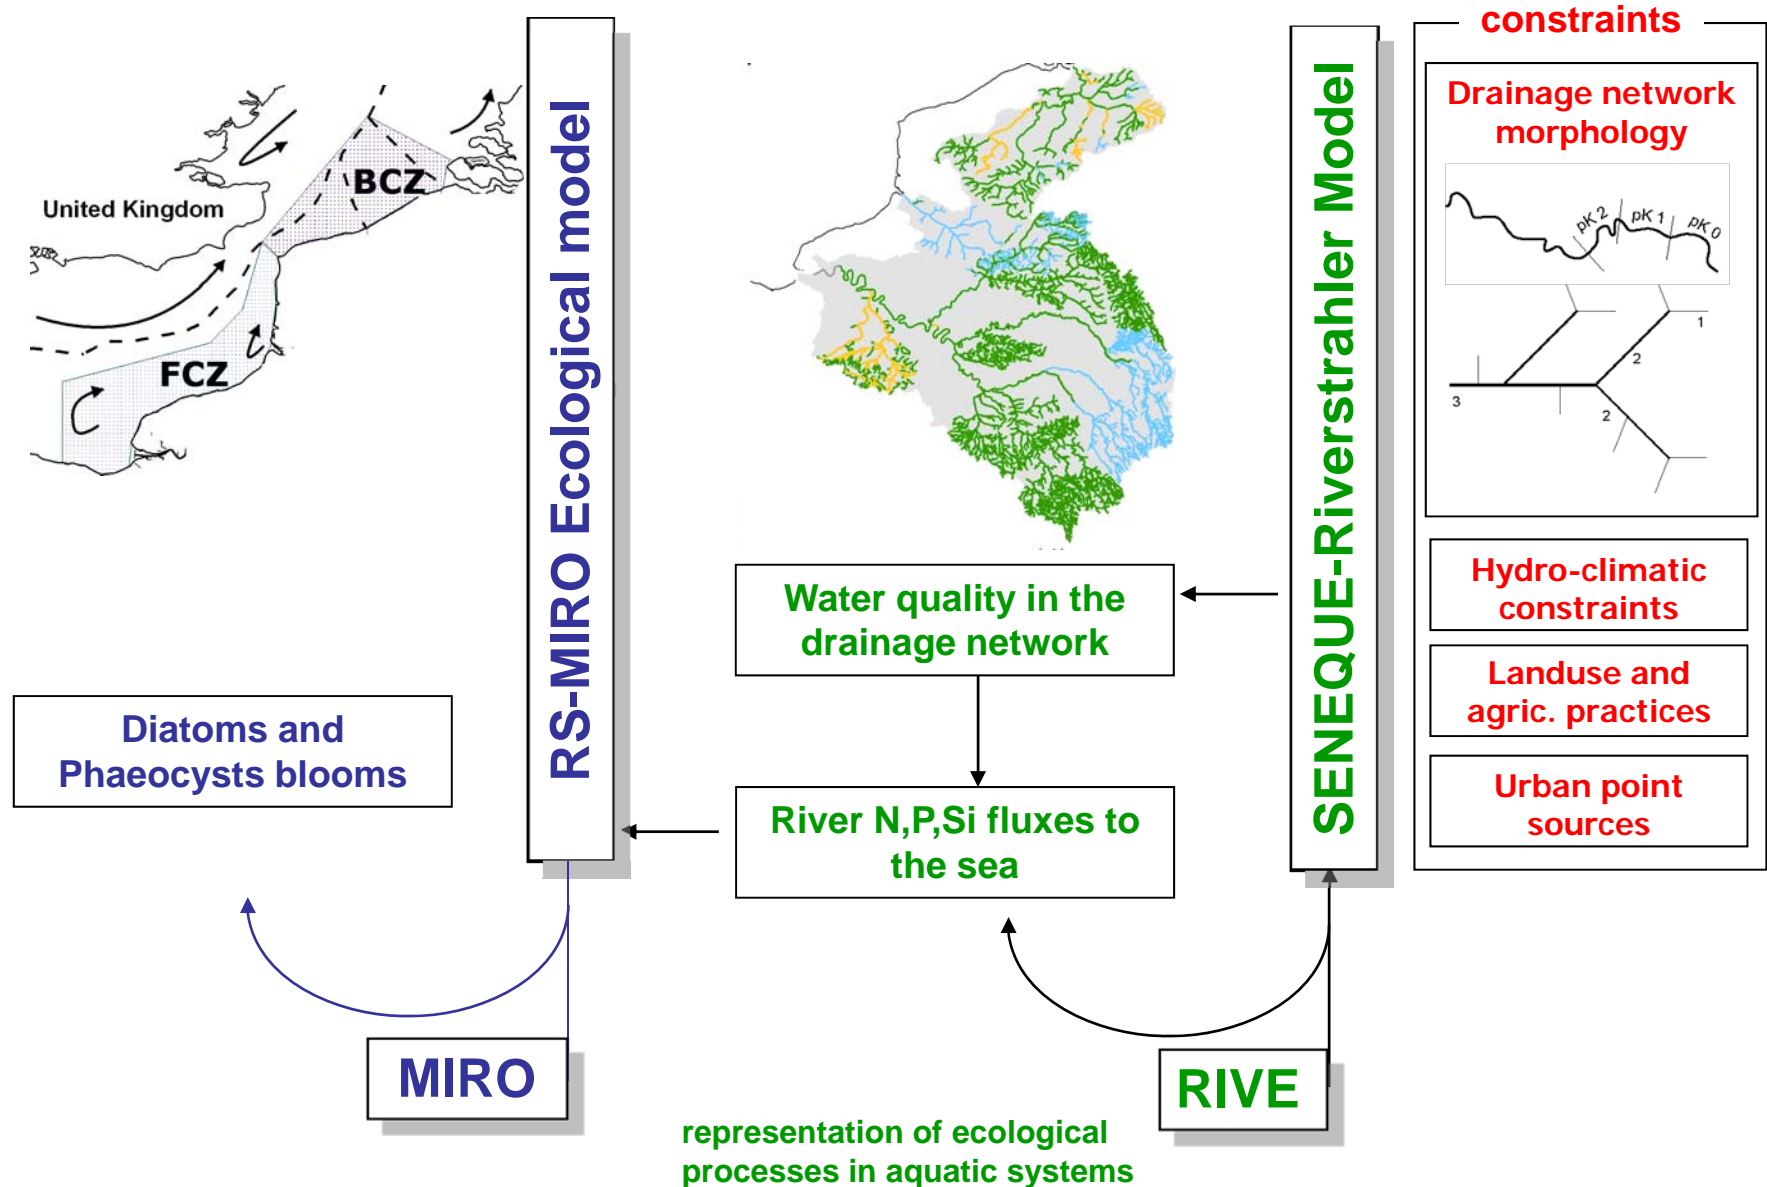 constraints
Drainage network
morphology
pK 2
pK 1
pK 0
1
2
3
2
Hydro-climatic
constraints
Landuse and
agric. practices
Urban point
sources
SENEQUE-Riverstrahler Model
Water quality in the
drainage network
River N,P,Si fluxes to
the sea
RIVE
representation of ecological
processes in aquatic systems
RS-MIRO Ecological model
United Kingdom
BCZ
FCZ
Diatoms and
Phaeocysts blooms
MIRO